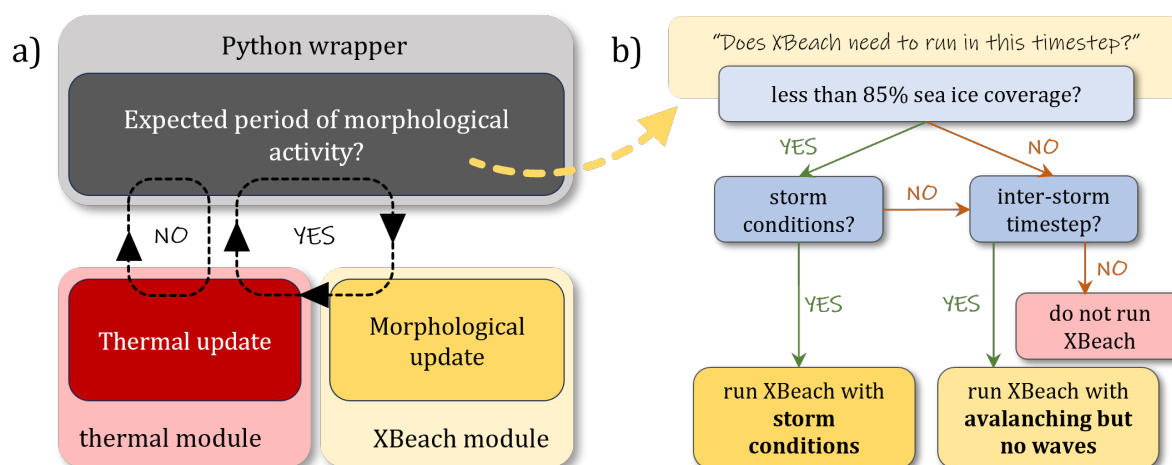 a)
Python wrapper
Expected period of morphological
activity?
NO
YES
Thermal update
Morphological
update
thermal module
XBeach module
b)
"Does XBeach need to run in this timestep?"
less than 85% sea ice coverage?
YES
NO
storm
conditions?
NO
inter-storm
timestep?
YES
YES
NO
do not run
XBeach
run XBeach with
storm
conditions
run XBeach with
avalanching but
no waves